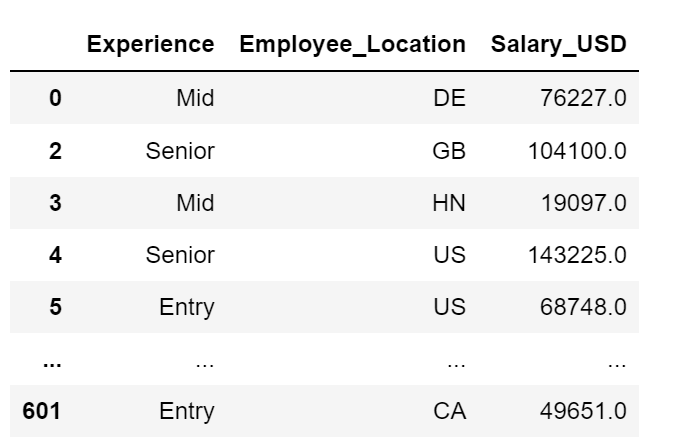 Experience Employee_Location Salary_USD
0 Mid DE 76227.0
2 Senior GB 104100.0
3 Mid HN 19097.0
4 Senior US 143225.0
5 Entry US 68748.0
... ... ... ...
601 Entry CA 49651.0